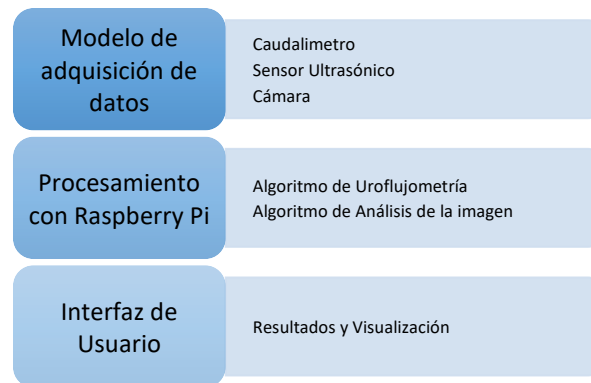 Modelo de
adquisición de
datos
Caudalimetro
Sensor Ultrasónico
Cámara
Procesamiento
con Raspberry Pi
Algoritmo de Uroflujometría
Algoritmo de Análisis de la imagen
Interfaz de
Usuario
Resultados y Visualización